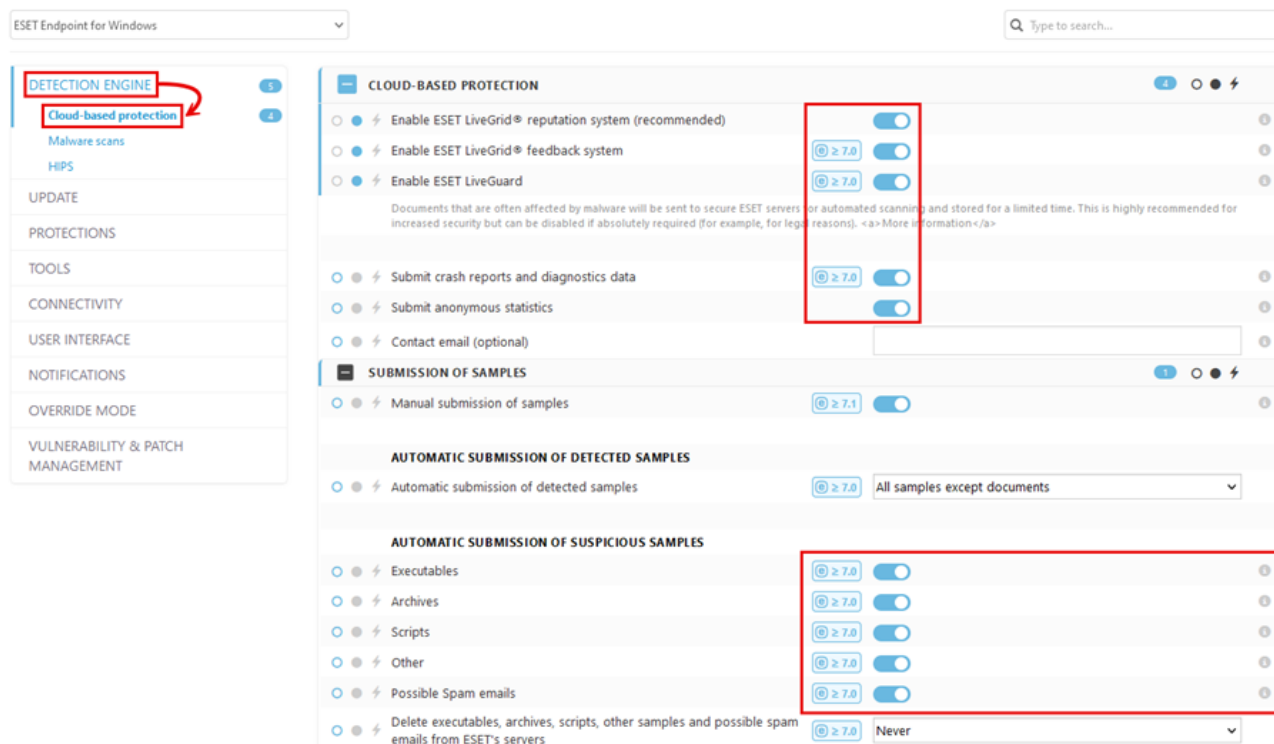 ESET Endpoint for Windows
Type to search...
DETECTION ENGINE 5
Cloud-based protection 4
Malware scans
HIPS
UPDATE
PROTECTIONS
TOOLS
CONNECTIVITY
USER INTERFACE
NOTIFICATIONS
OVERRIDE MODE
VULNERABILITY & PATCH
MANAGEMENT
CLOUD-BASED PROTECTION 4
Enable ESET LiveGrid® reputation system (recommended)
Enable ESET LiveGrid® feedback system ≥ 7.0
Enable ESET LiveGuard ≥ 7.0
Documents that are often affected by malware will be sent to secure ESET servers for automated scanning and stored for a limited time. This is highly recommended for
increased security but can be disabled if absolutely required (for example, for legal reasons). <a>More information</a>
Submit crash reports and diagnostics data ≥ 7.0
Submit anonymous statistics
Contact email (optional)
SUBMISSION OF SAMPLES 1
Manual submission of samples ≥ 7.1
AUTOMATIC SUBMISSION OF DETECTED SAMPLES
Automatic submission of detected samples ≥ 7.0 All samples except documents
AUTOMATIC SUBMISSION OF SUSPICIOUS SAMPLES
Executables ≥ 7.0
Archives ≥ 7.0
Scripts ≥ 7.0
Other ≥ 7.0
Possible Spam emails ≥ 7.0
Delete executables, archives, scripts, other samples and possible spam
emails from ESET's servers ≥ 7.0 Never